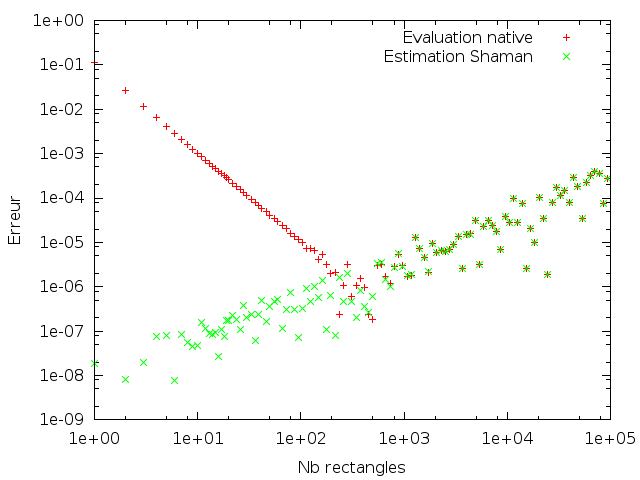 1e+00
Evaluation native
Estimation Shaman
1e-01
1e-02
1e-03
1e-04
1e-05
1e-06
1e-07
1e-08
1e-09
Erreur
1e+00 1e+01 1e+02 1e+03 1e+04 1e+05
Nb rectangles